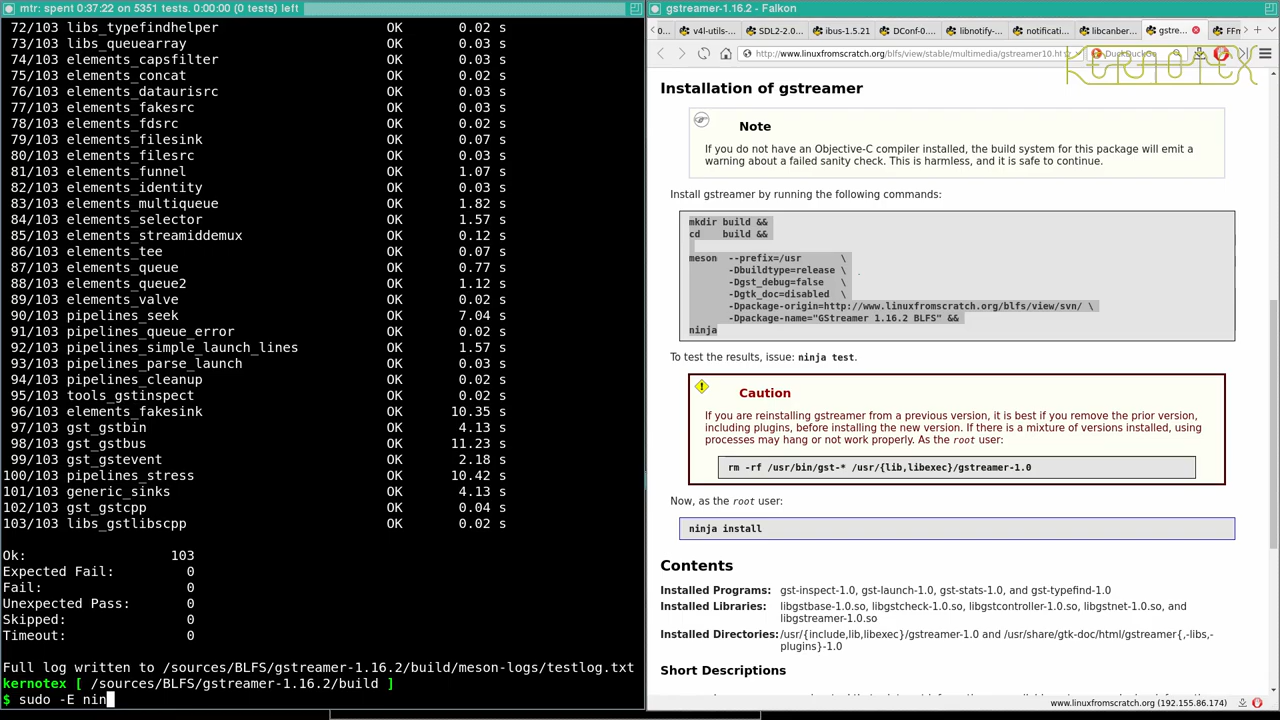 mtr: spent 0:37:22 on 5351 tests. 0:00:00 (0 tests) left
72/103 libs_typefindhelper OK 0.02 s
73/103 libs_queuearray OK 0.03 s
74/103 elements_capsfilter OK 0.03 s
75/103 elements_concat OK 0.02 s
76/103 elements_dataurisrc OK 0.03 s
77/103 elements_fakesrc OK 0.03 s
78/103 elements_fdsrc OK 0.02 s
79/103 elements_filesink OK 0.07 s
80/103 elements_filesrc OK 0.03 s
81/103 elements_funnel OK 1.07 s
82/103 elements_identity OK 0.03 s
83/103 elements_multiqueue OK 1.82 s
84/103 elements_selector OK 1.57 s
85/103 elements_streamiddemux OK 0.12 s
86/103 elements_tee OK 0.07 s
87/103 elements_queue OK 0.77 s
88/103 elements_queue2 OK 1.12 s
89/103 elements_valve OK 0.02 s
90/103 pipelines_seek OK 7.04 s
91/103 pipelines_queue_error OK 0.02 s
92/103 pipelines_simple_launch_lines OK 1.57 s
93/103 pipelines_parse_launch OK 0.03 s
94/103 pipelines_cleanup OK 0.02 s
95/103 tools_gstinspect OK 0.02 s
96/103 elements_fakesink OK 10.35 s
97/103 gst_gstbin OK 4.13 s
98/103 gst_gstbus OK 11.23 s
99/103 gst_gstevent OK 2.18 s
100/103 pipelines_stress OK 10.42 s
101/103 generic_sinks OK 4.13 s
102/103 gst_gstcpp OK 0.04 s
103/103 libs_gstlibscpp OK 0.02 s
Ok: 103
Expected Fail: 0
Fail: 0
Unexpected Pass: 0
Skipped: 0
Timeout: 0
Full log written to /sources/BLFS/gstreamer-1.16.2/build/meson-logs/testlog.txt
kernotex [ /sources/BLFS/gstreamer-1.16.2/build ]
$ sudo -E nin
gstreamer-1.16.2 - Falkon
v4l-utils-... SDL2-2.0... ibus-1.5.21 DConf-0.... libnotify-... notificati... libcanber... gstre... FFm
http://www.linuxfromscratch.org/blfs/view/stable/multimedia/gstreamer10.ht
DuckDuckGo
KERNOTEX
Installation of gstreamer
Note
If you do not have an Objective-C compiler installed, the build system for this package will emit a
warning about a failed sanity check. This is harmless, and it is safe to continue.
Install gstreamer by running the following commands:
mkdir build &&
cd build &&
meson --prefix=/usr \
-Dbuildtype=release \
-Dgst_debug=false \
-Dgtk_doc=disabled \
-Dpackage-origin=http://www.linuxfromscratch.org/blfs/view/svn/ \
-Dpackage-name="GStreamer 1.16.2 BLFS" &&
ninja
To test the results, issue: ninja test.
Caution
If you are reinstalling gstreamer from a previous version, it is best if you remove the prior version,
including plugins, before installing the new version. If there is a mixture of versions installed, using
processes may hang or not work properly. As the root user:
rm -rf /usr/bin/gst-* /usr/{lib,libexec}/gstreamer-1.0
Now, as the root user:
ninja install
Contents
Installed Programs: gst-inspect-1.0, gst-launch-1.0, gst-stats-1.0, and gst-typefind-1.0
Installed Libraries: libgstbase-1.0.so, libgstcheck-1.0.so, libgstcontroller-1.0.so, libgstnet-1.0.so, and
libgstreamer-1.0.so
Installed Directories: /usr/{include,lib,libexec}/gstreamer-1.0 and /usr/share/gtk-doc/html/gstreamer{,-libs,-
plugins}-1.0
Short Descriptions
www.linuxfromscratch.org (192.155.86.174)